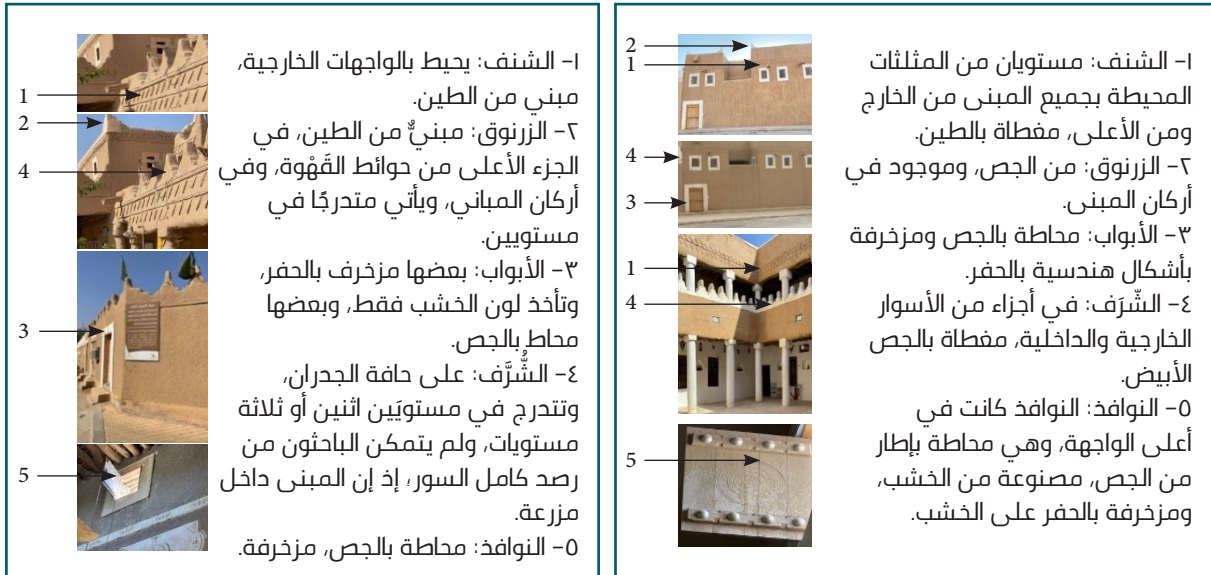 ١- الشنف: مستويان من المثلثات
المحيطة بجميع المبنى من الخارج
ومن الأعلى، مغطاة بالطين.
٢- الزرنوق: من الجص، وموجود في
أركان المبنى.
٣- الأبواب: محاطة بالجص ومزخرفة
بأشكال هندسية بالحفر.
٤- الشّرَف: في أجزاء من الأسوار
الخارجية والداخلية، مغطاة بالجص
الأبيض.
٥- النوافذ: النوافذ كانت في
أعلى الواجهة، وهي محاطة بإطار
من الجص، مصنوعة من الخشب،
ومزخرفة بالحفر على الخشب.
2
1
4
3
1
4
5
١- الشنف: يحيط بالواجهات الخارجية،
مبني من الطين.
٢- الزرنوق: مبنيٌّ من الطين، في
الجزء الأعلى من حوائط القَهْوة، وفي
أركان المباني، ويأتي متدرجًا في
مستويين.
٣- الأبواب: بعضها مزخرف بالحفر،
وتأخذ لون الخشب فقط، وبعضها
محاط بالجص.
٤- الشُّرَّف: على حافة الجدران،
وتتدرج في مستويَين اثنين أو ثلاثة
مستويات، ولم يتمكن الباحثون من
رصد كامل السور؛ إذ إن المبنى داخل
مزرعة.
٥- النوافذ: محاطة بالجص، مزخرفة.
1
2
4
3
5